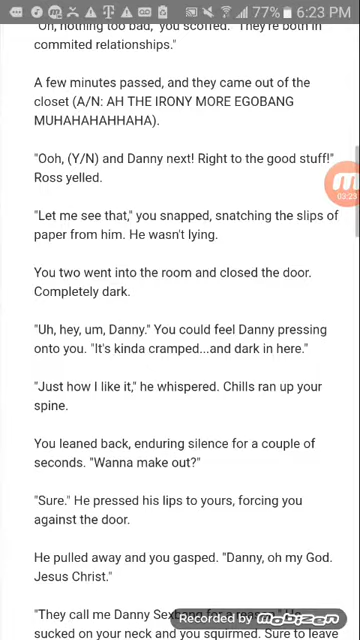 77% 6:23 PM
"Oh, nothing too bad," you scoffed. "They're both in
commited relationships."
A few minutes passed, and they came out of the
closet (A/N: AH THE IRONY MORE EGOBANG
MUHAHAHAHHAHA).
"Ooh, (Y/N) and Danny next! Right to the good stuff!"
Ross yelled.
"Let me see that," you snapped, snatching the slips of
paper from him. He wasn't lying.
You two went into the room and closed the door.
Completely dark.
"Uh, hey, um, Danny." You could feel Danny pressing
onto you. "It's kinda cramped...and dark in here."
"Just how I like it," he whispered. Chills ran up your
spine.
You leaned back, enduring silence for a couple of
seconds. "Wanna make out?"
"Sure." He pressed his lips to yours, forcing you
against the door.
He pulled away and you gasped. "Danny, oh my God.
Jesus Christ."
"They call me Danny Sexbang for a reason." He
Recorded by mobizen
sucked on your neck and you squirmed. Sure to leave